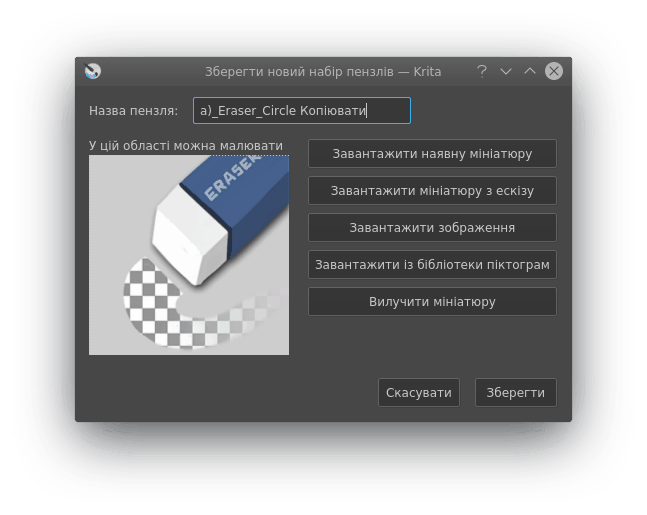 Зберегти новий набір пензлів — Krita
Назва пензля: a)_Eraser_Circle Копіювати
У цій області можна малювати
ERASER
Завантажити наявну мініатюру
Завантажити мініатюру з ескізу
Завантажити зображення
Завантажити із бібліотеки піктограм
Вилучити мініатюру
Скасувати Зберегти